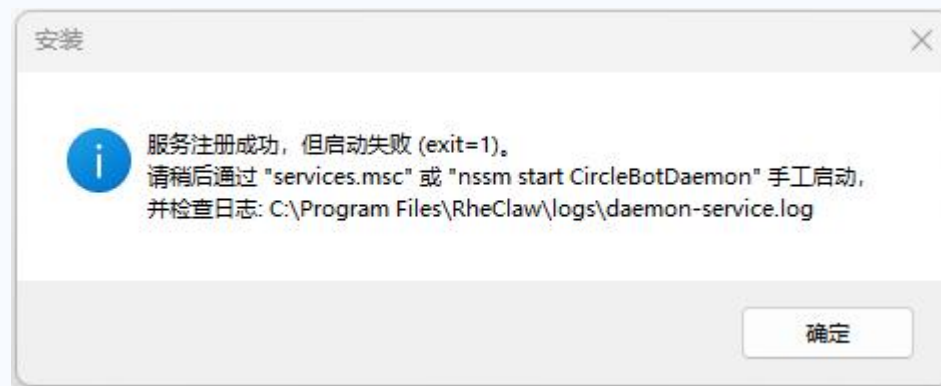 安装
服务注册成功，但启动失败 (exit=1)。
请稍后通过 "services.msc" 或 "nssm start CircleBotDaemon" 手工启动，
并检查日志: C:\Program Files\RheClaw\logs\daemon-service.log
确定